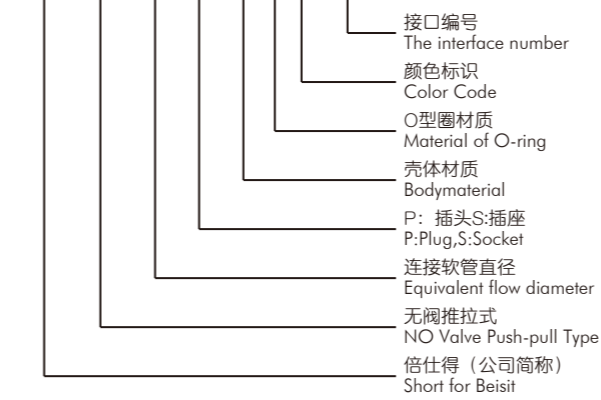 接口编号
The interface number
颜色标识
Color Code
O型圈材质
Material of O-ring
壳体材质
Bodymaterial
P：插头S:插座
P:Plug,S:Socket
连接软管直径
Equivalent flow diameter
无阀推拉式
NO Valve Push-pull Type
倍仕得（公司简称）
Short for Beisit